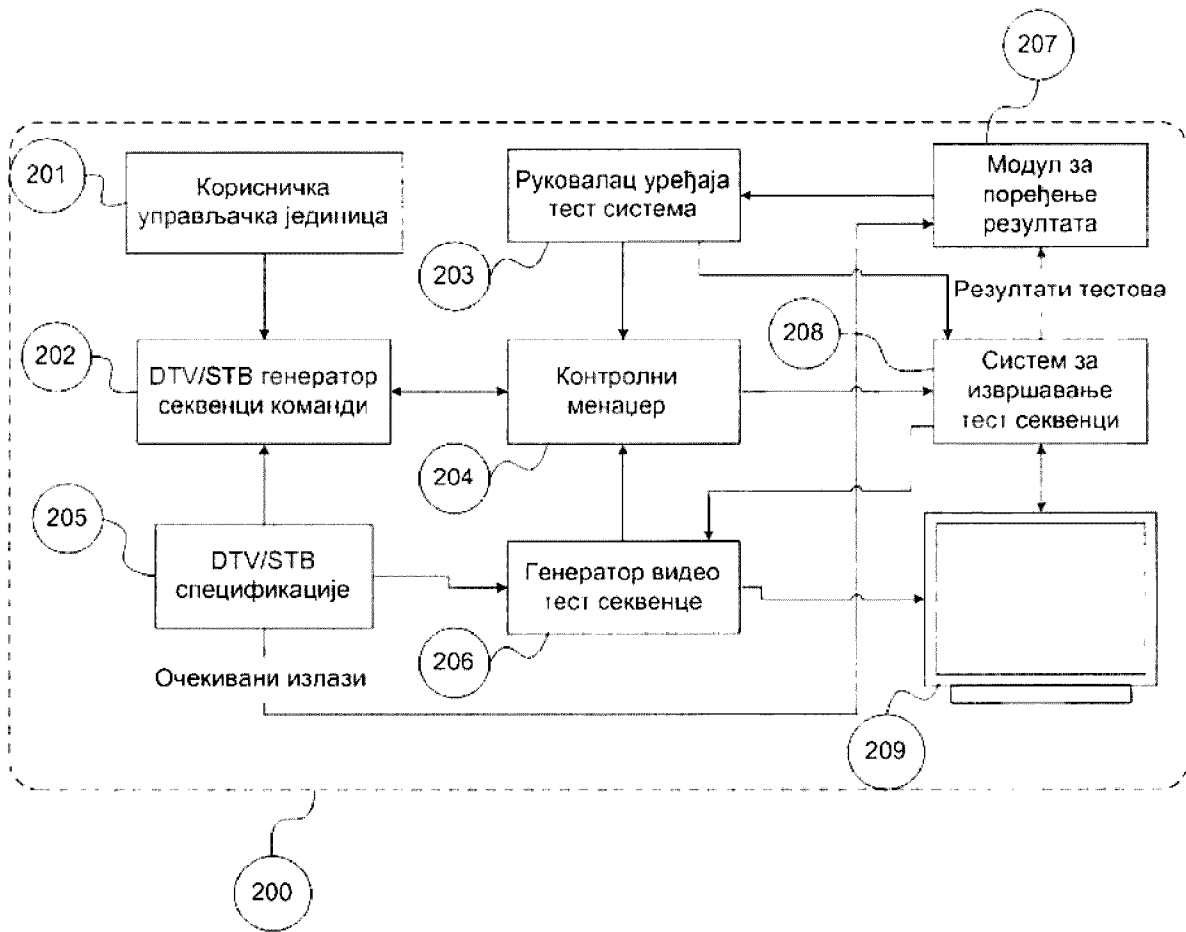 207
201
Корисничка
управљачка јединица
Руковалац уређаја
тест система
Модул за
поређење
резултата
203
Резултати тестова
208
202
DTV/STB генератор
секвенци команди
Контролни
менаџер
Систем за
извршавање
тест секвенци
204
205
DTV/STB
спецификације
Генератор видео
тест секвенце
206
Очекивани излази
209
200